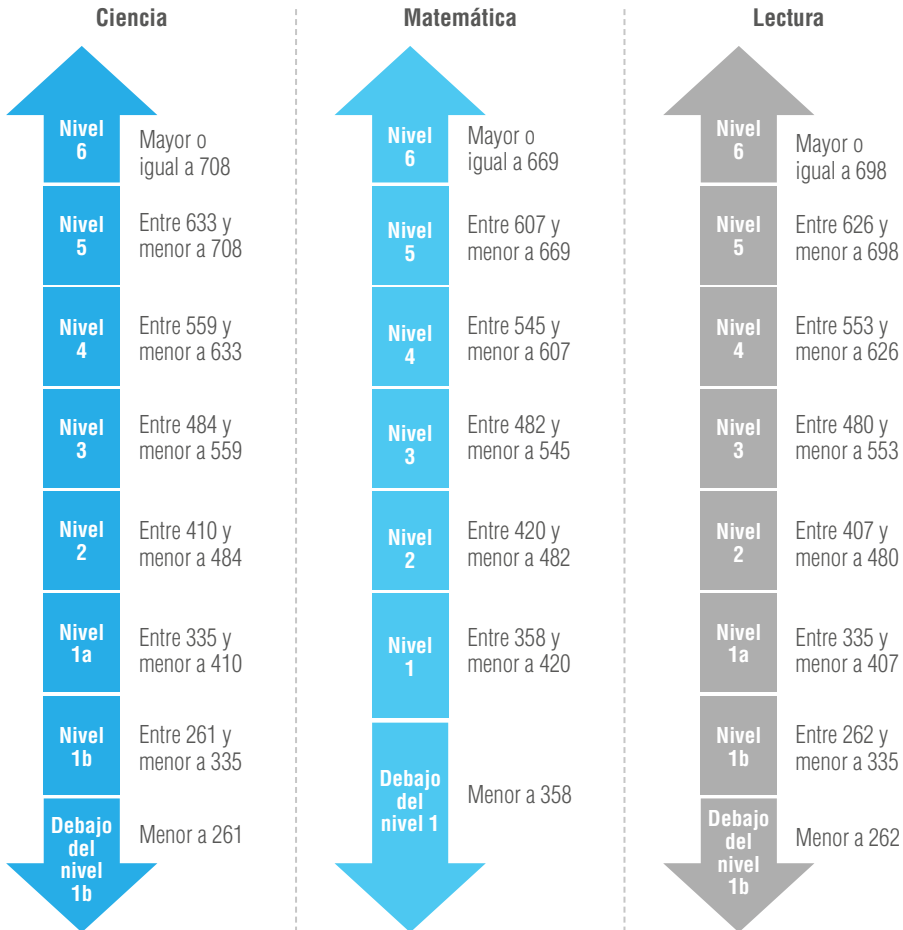 Ciencia
Nivel
6
Mayor o
igual a 708
Nivel
5
Entre 633 y
menor a 708
Nivel
4
Entre 559 y
menor a 633
Nivel
3
Entre 484 y
menor a 559
Nivel
2
Entre 410 y
menor a 484
Nivel
1a
Entre 335 y
menor a 410
Nivel
1b
Entre 261 y
menor a 335
Debajo
del
nivel
1b
Menor a 261
Matemática
Nivel
6
Mayor o
igual a 669
Nivel
5
Entre 607 y
menor a 669
Nivel
4
Entre 545 y
menor a 607
Nivel
3
Entre 482 y
menor a 545
Nivel
2
Entre 420 y
menor a 482
Nivel
1
Entre 358 y
menor a 420
Debajo
del
nivel 1
Menor a 358
Lectura
Nivel
6
Mayor o
igual a 698
Nivel
5
Entre 626 y
menor a 698
Nivel
4
Entre 553 y
menor a 626
Nivel
3
Entre 480 y
menor a 553
Nivel
2
Entre 407 y
menor a 480
Nivel
1a
Entre 335 y
menor a 407
Nivel
1b
Entre 262 y
menor a 335
Debajo
del
nivel
1b
Menor a 262